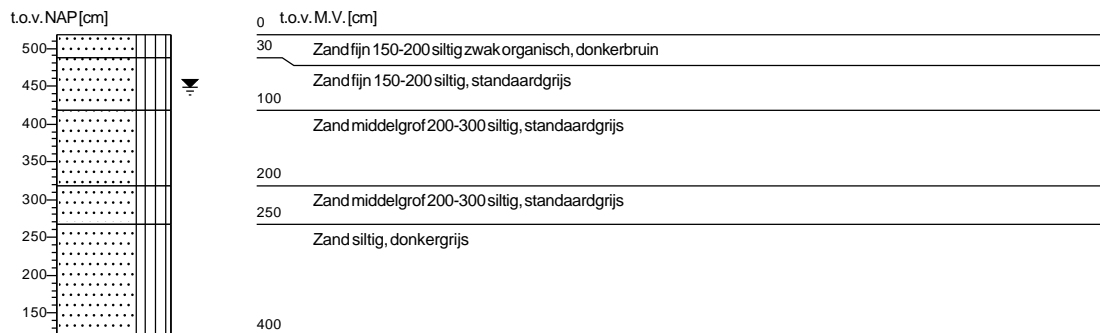 t.o.v. NAP [cm]
0 t.o.v. M.V. [cm]
500
30 Zand fijn 150-200 siltig zwak organisch, donkerbruin
450
Zand fijn 150-200 siltig, standaardgrijs
100
400
Zand middelgrof 200-300 siltig, standaardgrijs
350
200
300
Zand middelgrof 200-300 siltig, standaardgrijs
250
250
Zand siltig, donkergrijs
200
150
400